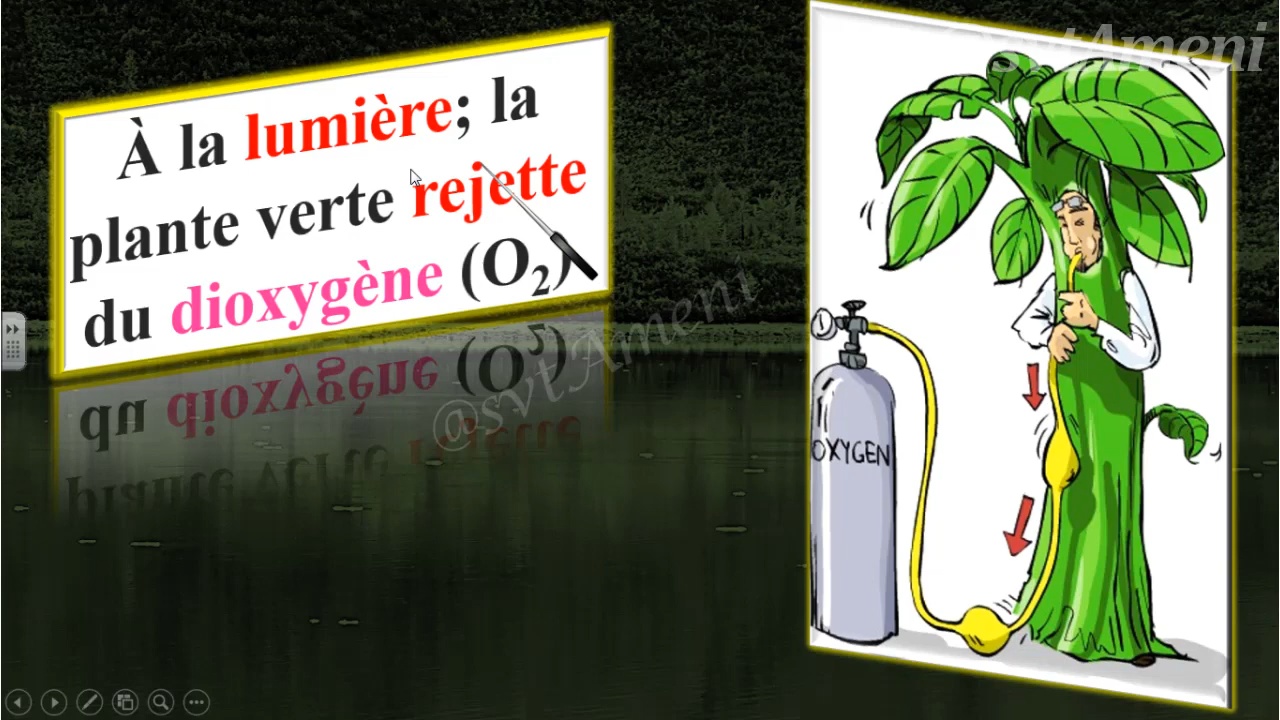 À la lumière; la
plante verte rejette
du dioxygène (O₂)
@svtAmeni
@svtAmeni
OXYGEN